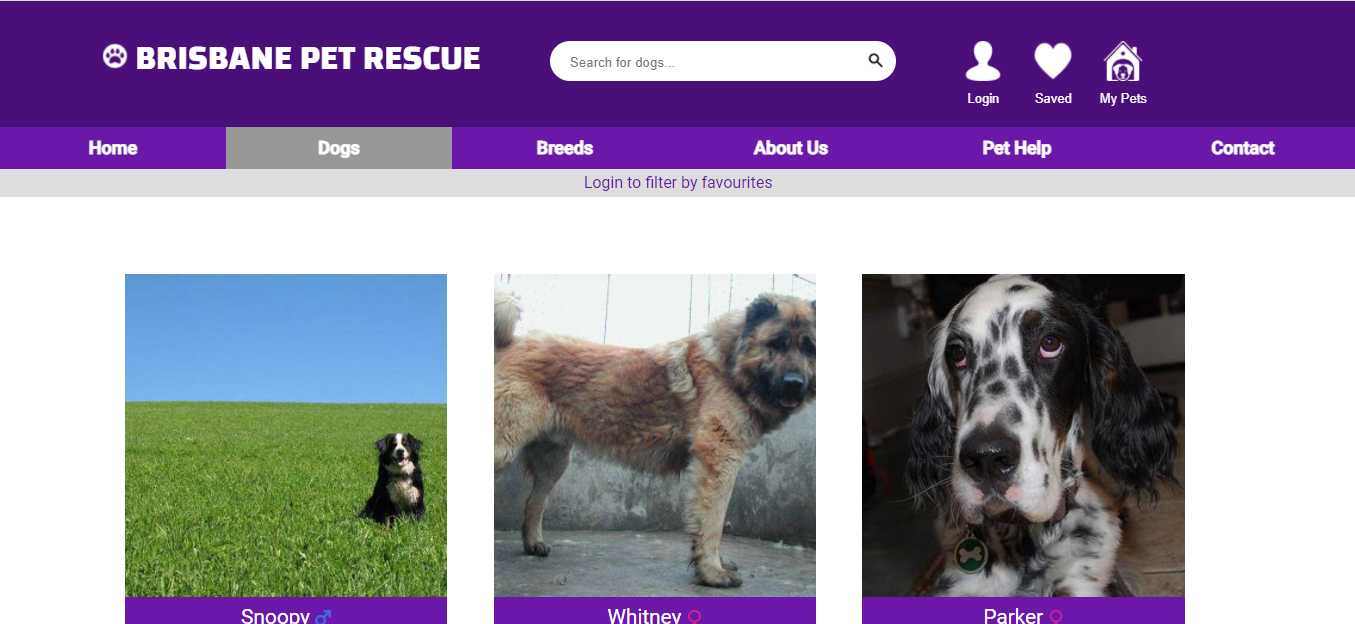 BRISBANE PET RESCUE
Search for dogs...
Login Saved My Pets
Home Dogs Breeds About Us Pet Help Contact
Login to filter by favourites
Snoopy ♂ Whitney ♀ Parker ♀